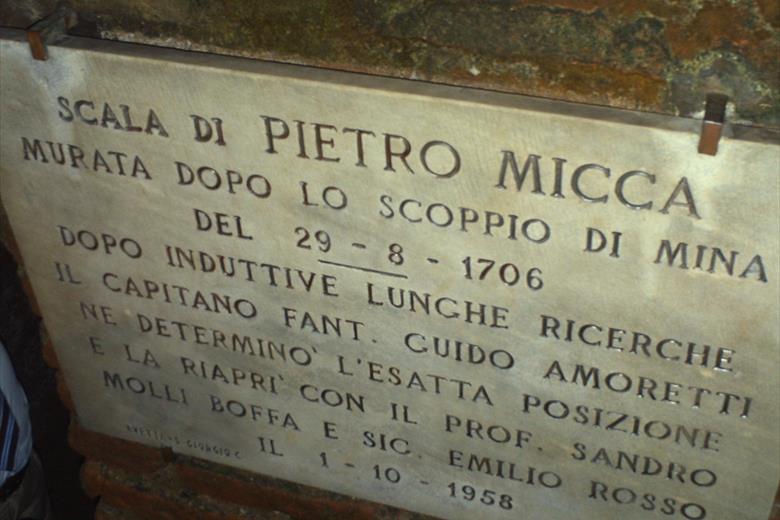 SCALA DI PIETRO MICCA
MURATA DOPO LO SCOPPIO DI MINA
DEL 29 - 8 - 1706
DOPO INDUTTIVE LUNGHE RICERCHE
IL CAPITANO FANT. GUIDO AMORETTI
NE DETERMINO' L'ESATTA POSIZIONE
E LA RIAPRI' CON IL PROF. SANDRO
MOLLI BOFFA E SIG. EMILIO ROSSO
IL 1 - 10 - 1958
GIORGIO C.